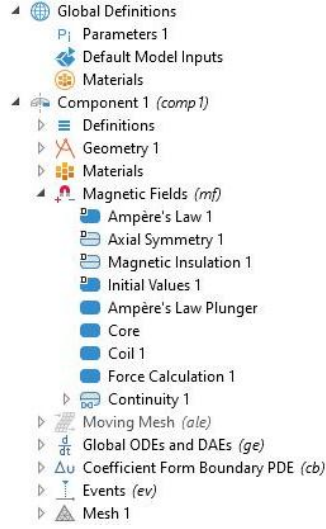 Global Definitions
Pi Parameters 1
Default Model Inputs
Materials
Component 1 (comp1)
Definitions
Geometry 1
Materials
Magnetic Fields (mf)
Ampère's Law 1
Axial Symmetry 1
Magnetic Insulation 1
Initial Values 1
Ampère's Law Plunger
Core
Coil 1
Force Calculation 1
Continuity 1
Moving Mesh (ale)
d/dt Global ODEs and DAEs (ge)
Δu Coefficient Form Boundary PDE (cb)
Events (ev)
Mesh 1